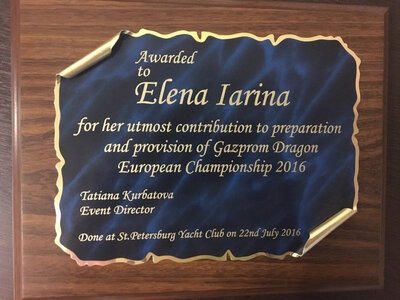 Awarded
to
Elena Iarina
for her utmost contribution to preparation
and provision of Gazprom Dragon
European Championship 2016
Tatiana Kurbatova
Event Director
Done at St.Petersburg Yacht Club on 22nd July 2016